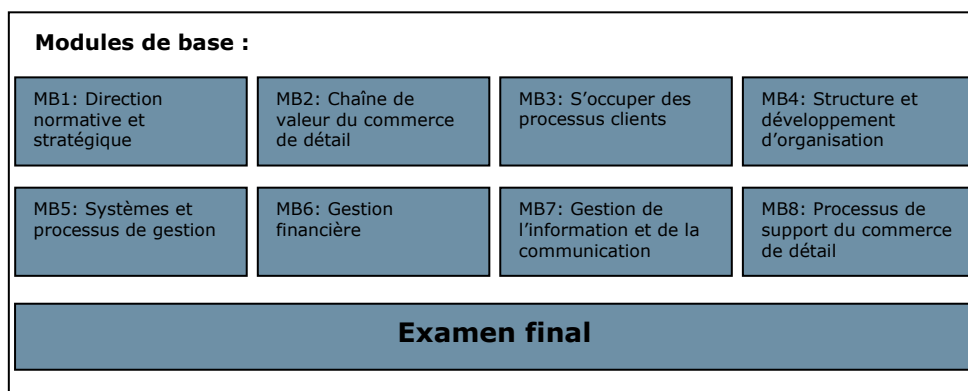 Modules de base :
MB1: Direction
normative et
stratégique
MB2: Chaîne de
valeur du commerce
de détail
MB3: S’occuper des
processus clients
MB4: Structure et
développement
d’organisation
MB5: Systèmes et
processus de gestion
MB6: Gestion
financière
MB7: Gestion de
l’information et de la
communication
MB8: Processus de
support du commerce
de détail
Examen final